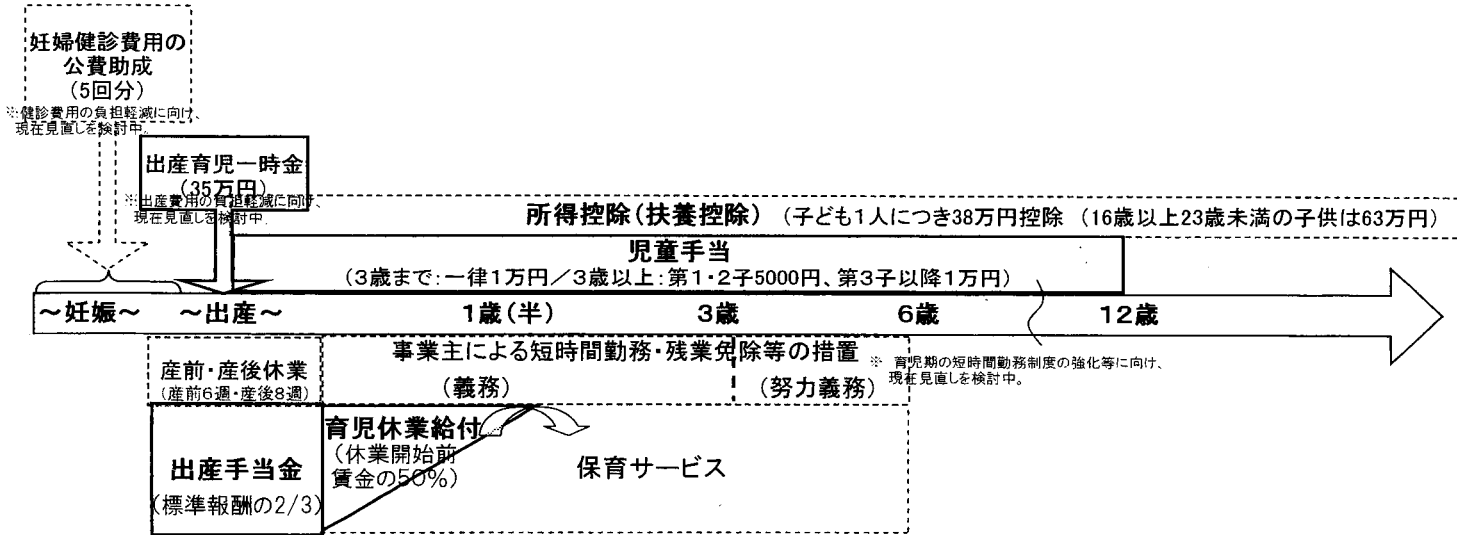 妊婦健診費用の
公費助成
(5回分)
※健診費用の負担軽減に向け、
現在見直しを検討中。
出産育児一時金
(35万円)
※出産費用の負担軽減に向け、
現在見直しを検討中。
所得控除(扶養控除) (子ども1人につき38万円控除 (16歳以上23歳未満の子供は63万円)
児童手当
(3歳まで:一律1万円/3歳以上:第1・2子5000円、第3子以降1万円)
~妊娠~ ~出産~ 1歳(半) 3歳 6歳 12歳
産前・産後休業
(産前6週・産後8週)
事業主による短時間勤務・残業免除等の措置
(義務) (努力義務)
※ 育児期の短時間勤務制度の強化等に向け、
現在見直しを検討中。
出産手当金
(標準報酬の2/3)
育児休業給付
(休業開始前
賃金の50%)
保育サービス